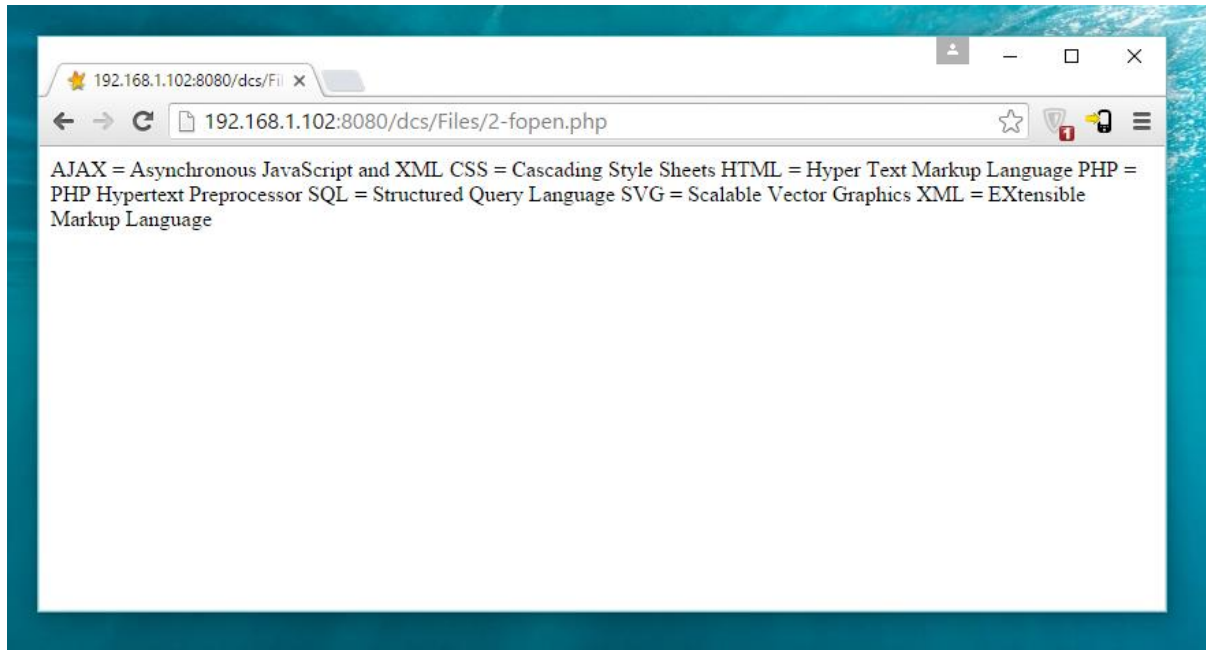 192.168.1.102:8080/dcs/Fil
192.168.1.102:8080/dcs/Files/2-fopen.php
1
AJAX = Asynchronous JavaScript and XML CSS = Cascading Style Sheets HTML = Hyper Text Markup Language PHP =
PHP Hypertext Preprocessor SQL = Structured Query Language SVG = Scalable Vector Graphics XML = EXtensible
Markup Language